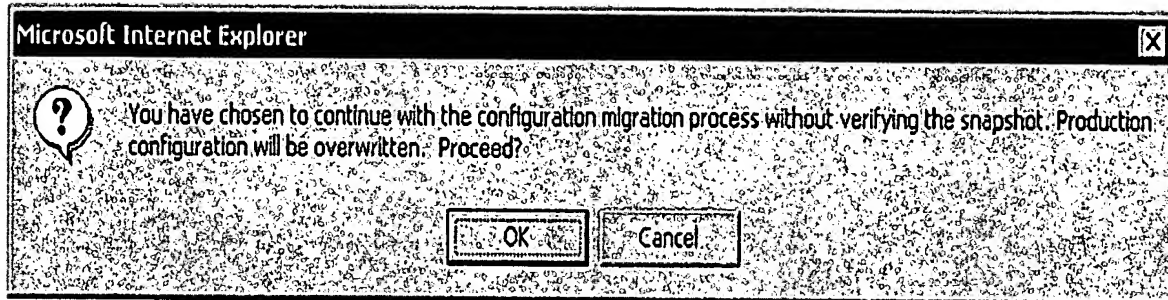 Microsoft Internet Explorer
X
?
You have chosen to continue with the configuration migration process without verifying the snapshot. Production
configuration will be overwritten. Proceed?
OK
Cancel